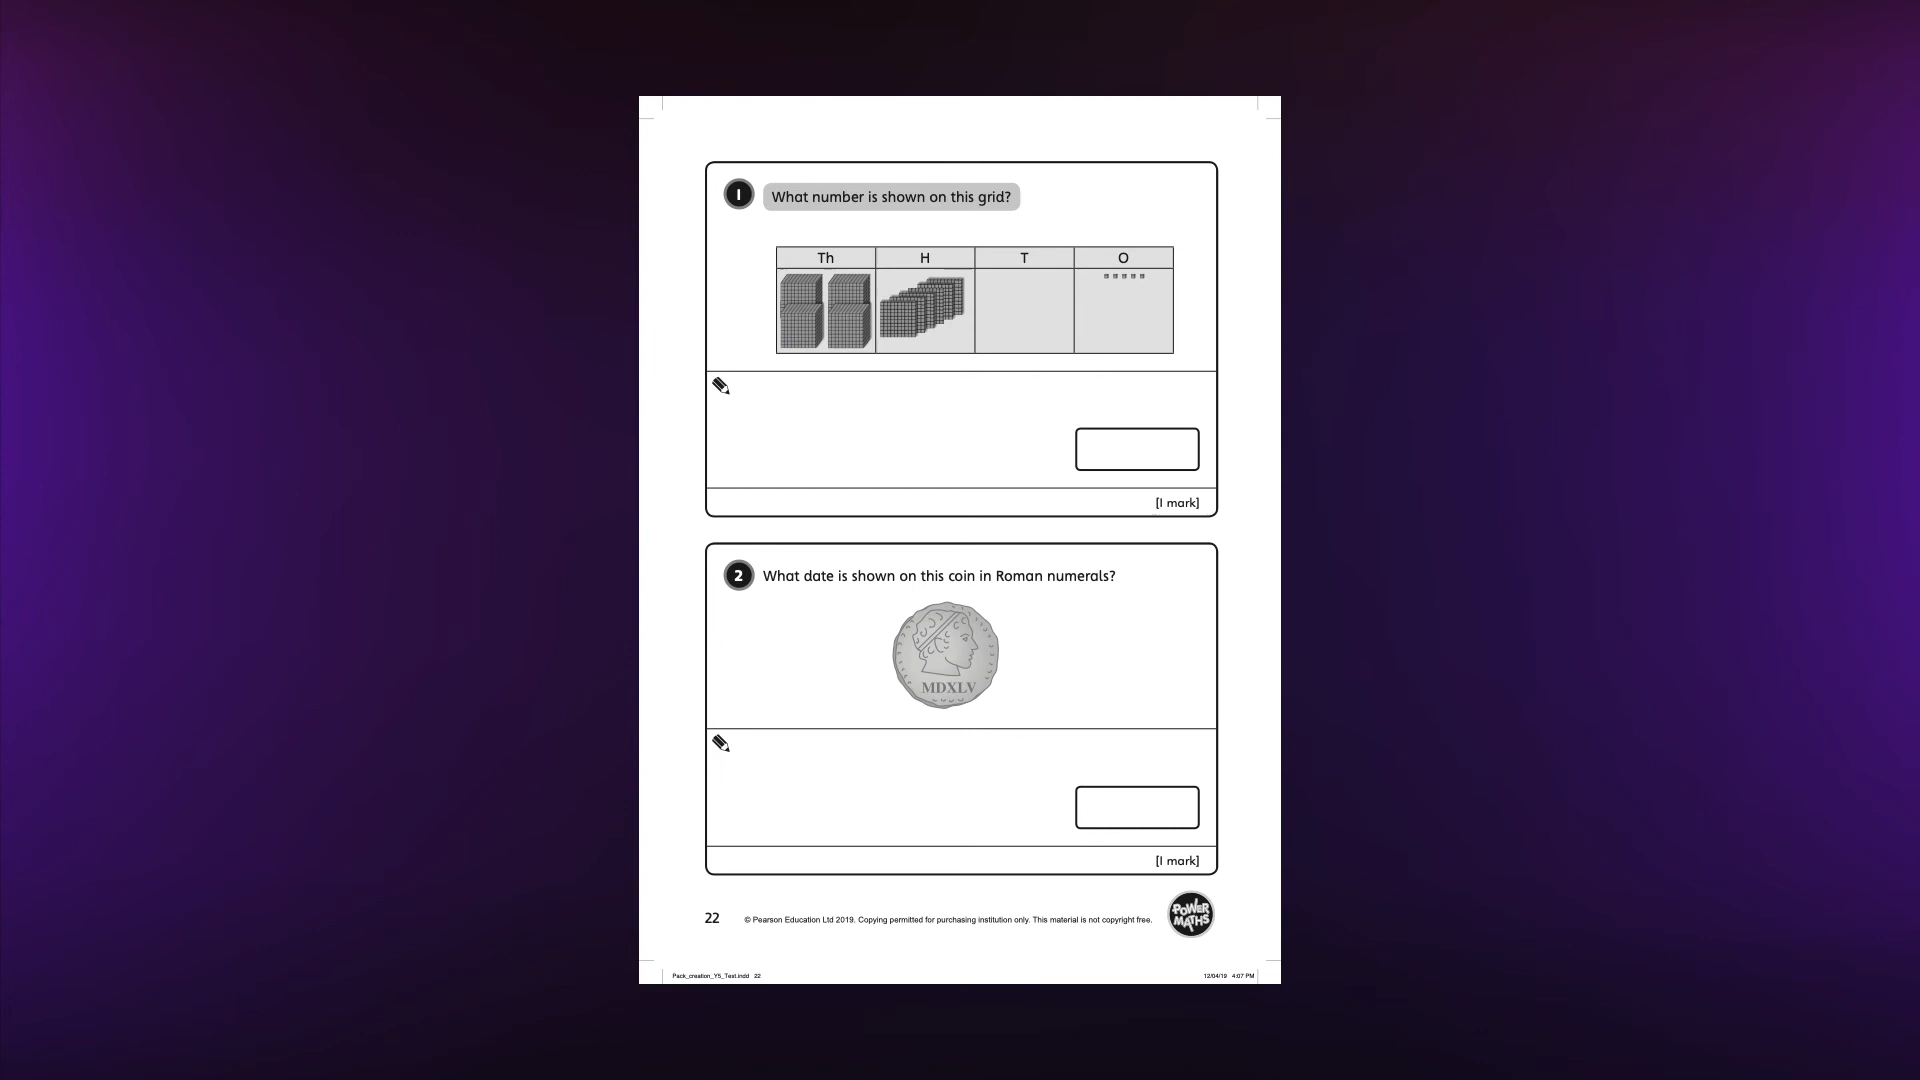 1 What number is shown on this grid?
Th H T O
[1 mark]
2 What date is shown on this coin in Roman numerals?
MDXLV
[1 mark]
22 © Pearson Education Ltd 2019. Copying permitted for purchasing institution only. This material is not copyright free.
POWER
MATHS
Pack_creation_Y5_Test.indd 22 12/04/19 4:07 PM